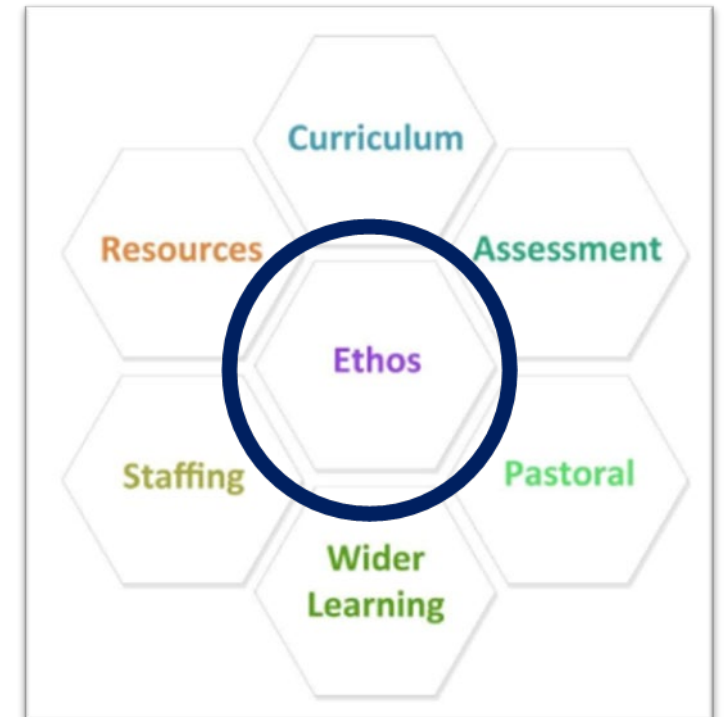 Curriculum
Resources
Assessment
Ethos
Staffing
Pastoral
Wider
Learning